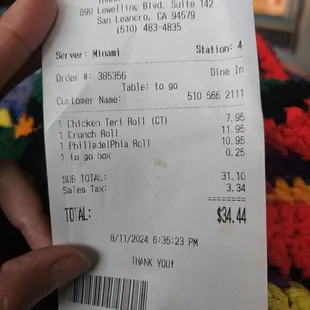 699 Lewelling Blvd. Suite 142
San Leandro, CA 94579
(510) 483-4835
Server: Minami Station: 4
Order #: 385356 Dine In
Table: to go
Customer Name: 510 566 2111
1 Chicken Teri Roll (CT) 7.95
1 Crunch Roll 11.95
1 PhilladelPhia Roll 10.95
1 to go box 0.25
SUB TOTAL: 31.10
Sales Tax: 3.34
========
TOTAL: $34.44
8/11/2024 6:35:23 PM
THANK YOU!